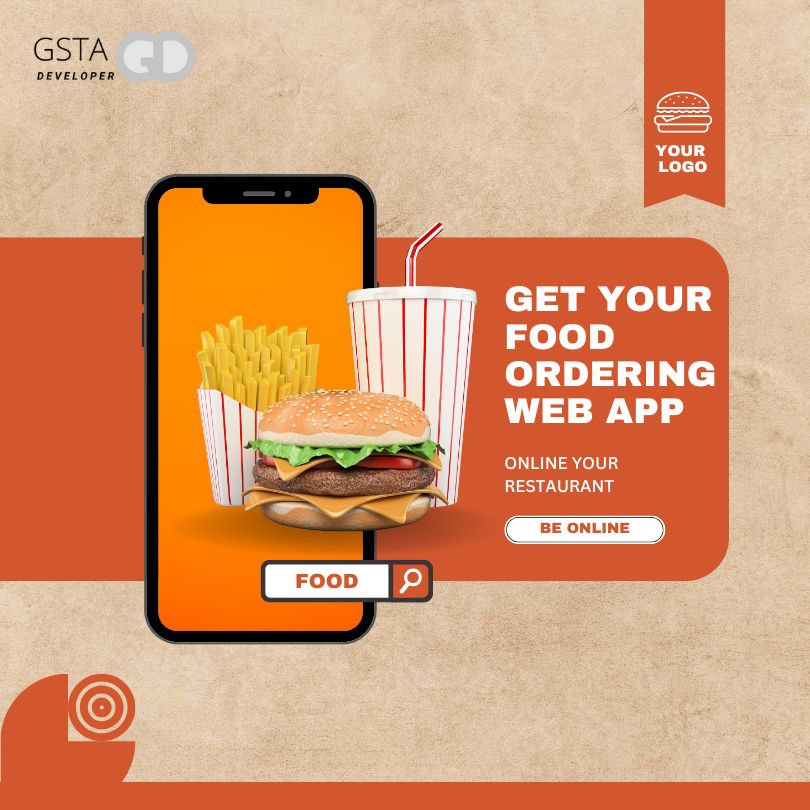 GSTA
DEVELOPER
GD
YOUR
LOGO
GET YOUR
FOOD
ORDERING
WEB APP
ONLINE YOUR
RESTAURANT
BE ONLINE
FOOD